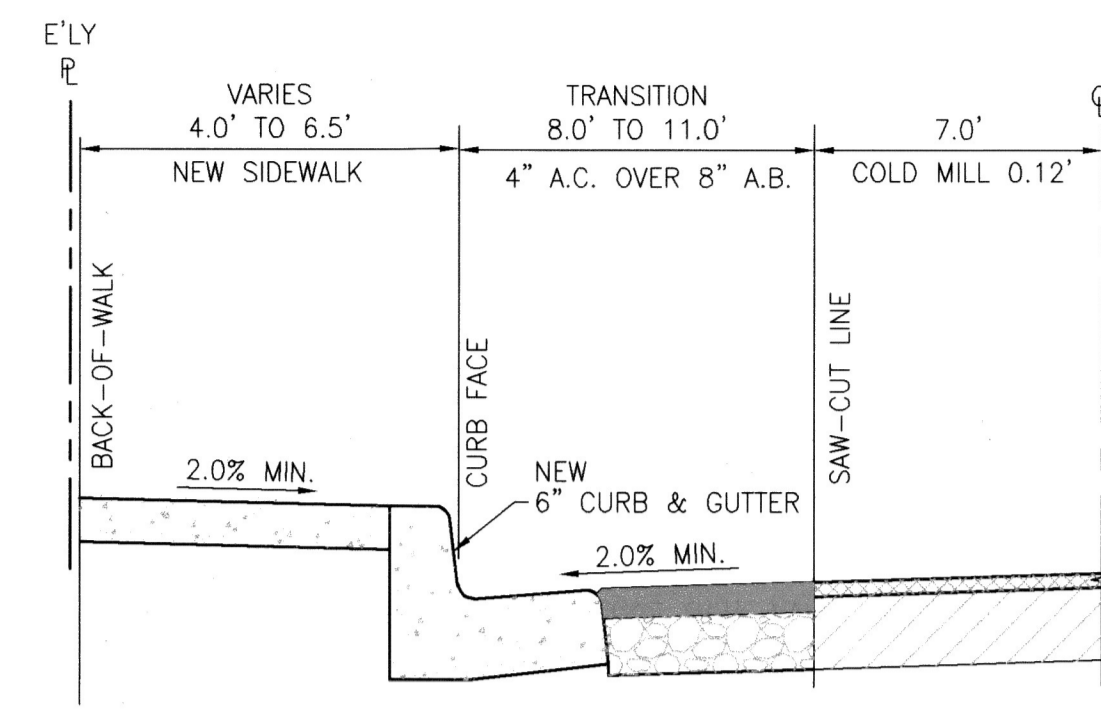 E'LY
℄
VARIES
4.0' TO 6.5'
NEW SIDEWALK
TRANSITION
8.0' TO 11.0'
4" A.C. OVER 8" A.B.
7.0'
COLD MILL 0.12'
BACK-OF-WALK
CURB FACE
SAW-CUT LINE
2.0% MIN.
NEW
6" CURB & GUTTER
2.0% MIN.